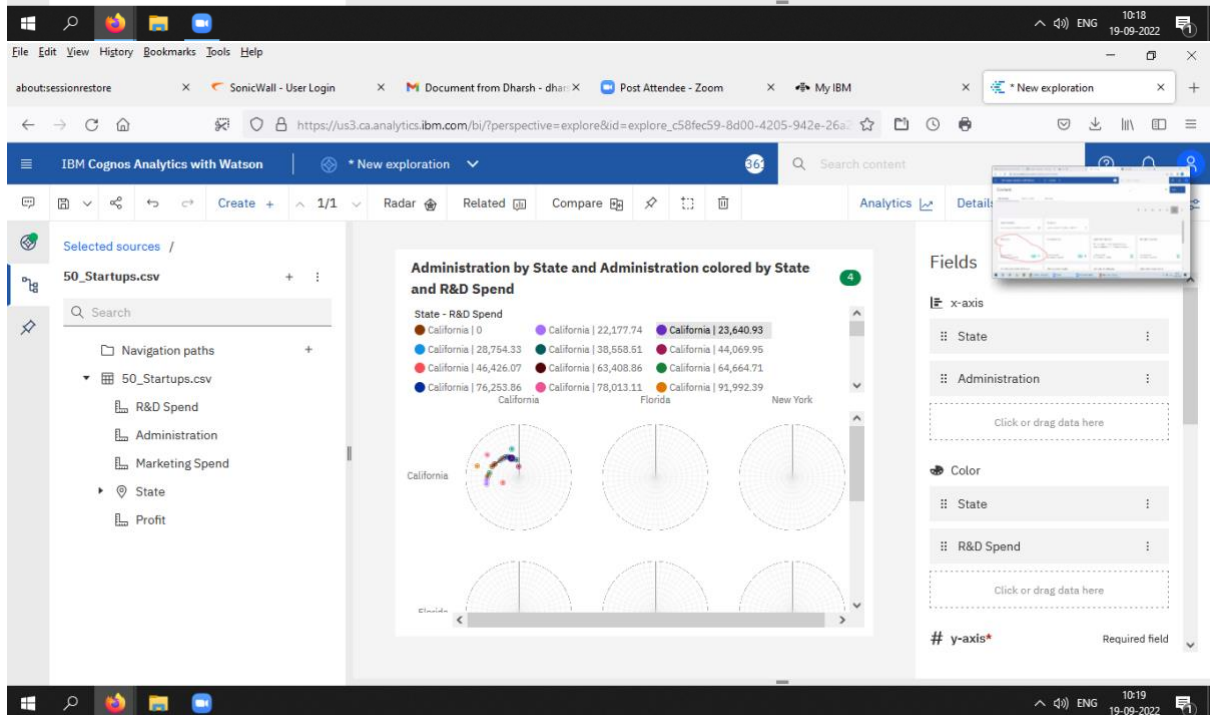 ENG
10:18
19-09-2022
File Edit View History Bookmarks Tools Help
about:sessionrestore SonicWall - User Login Document from Dharsh - dhar Post Attendee - Zoom My IBM * New exploration
https://us3.ca.analytics.ibm.com/bi/?perspective=explore&id=explore_c58fec59-8d00-4205-942e-26a
IBM Cognos Analytics with Watson * New exploration 363 Search content
Create + 1/1 Radar Related Compare Analytics Details
Selected sources /
50_Startups.csv
Search
Navigation paths
50_Startups.csv
R&D Spend
Administration
Marketing Spend
State
Profit
Administration by State and Administration colored by State
and R&D Spend
4
State - R&D Spend
California | 0 California | 22,177.74 California | 23,640.93
California | 28,754.33 California | 38,558.51 California | 44,069.95
California | 46,426.07 California | 63,408.86 California | 64,664.71
California | 76,253.86 California | 78,013.11 California | 91,992.39
California Florida New York
California
Florida
Fields
x-axis
State
Administration
Click or drag data here
Color
State
R&D Spend
Click or drag data here
# y-axis* Required field
ENG
10:19
19-09-2022